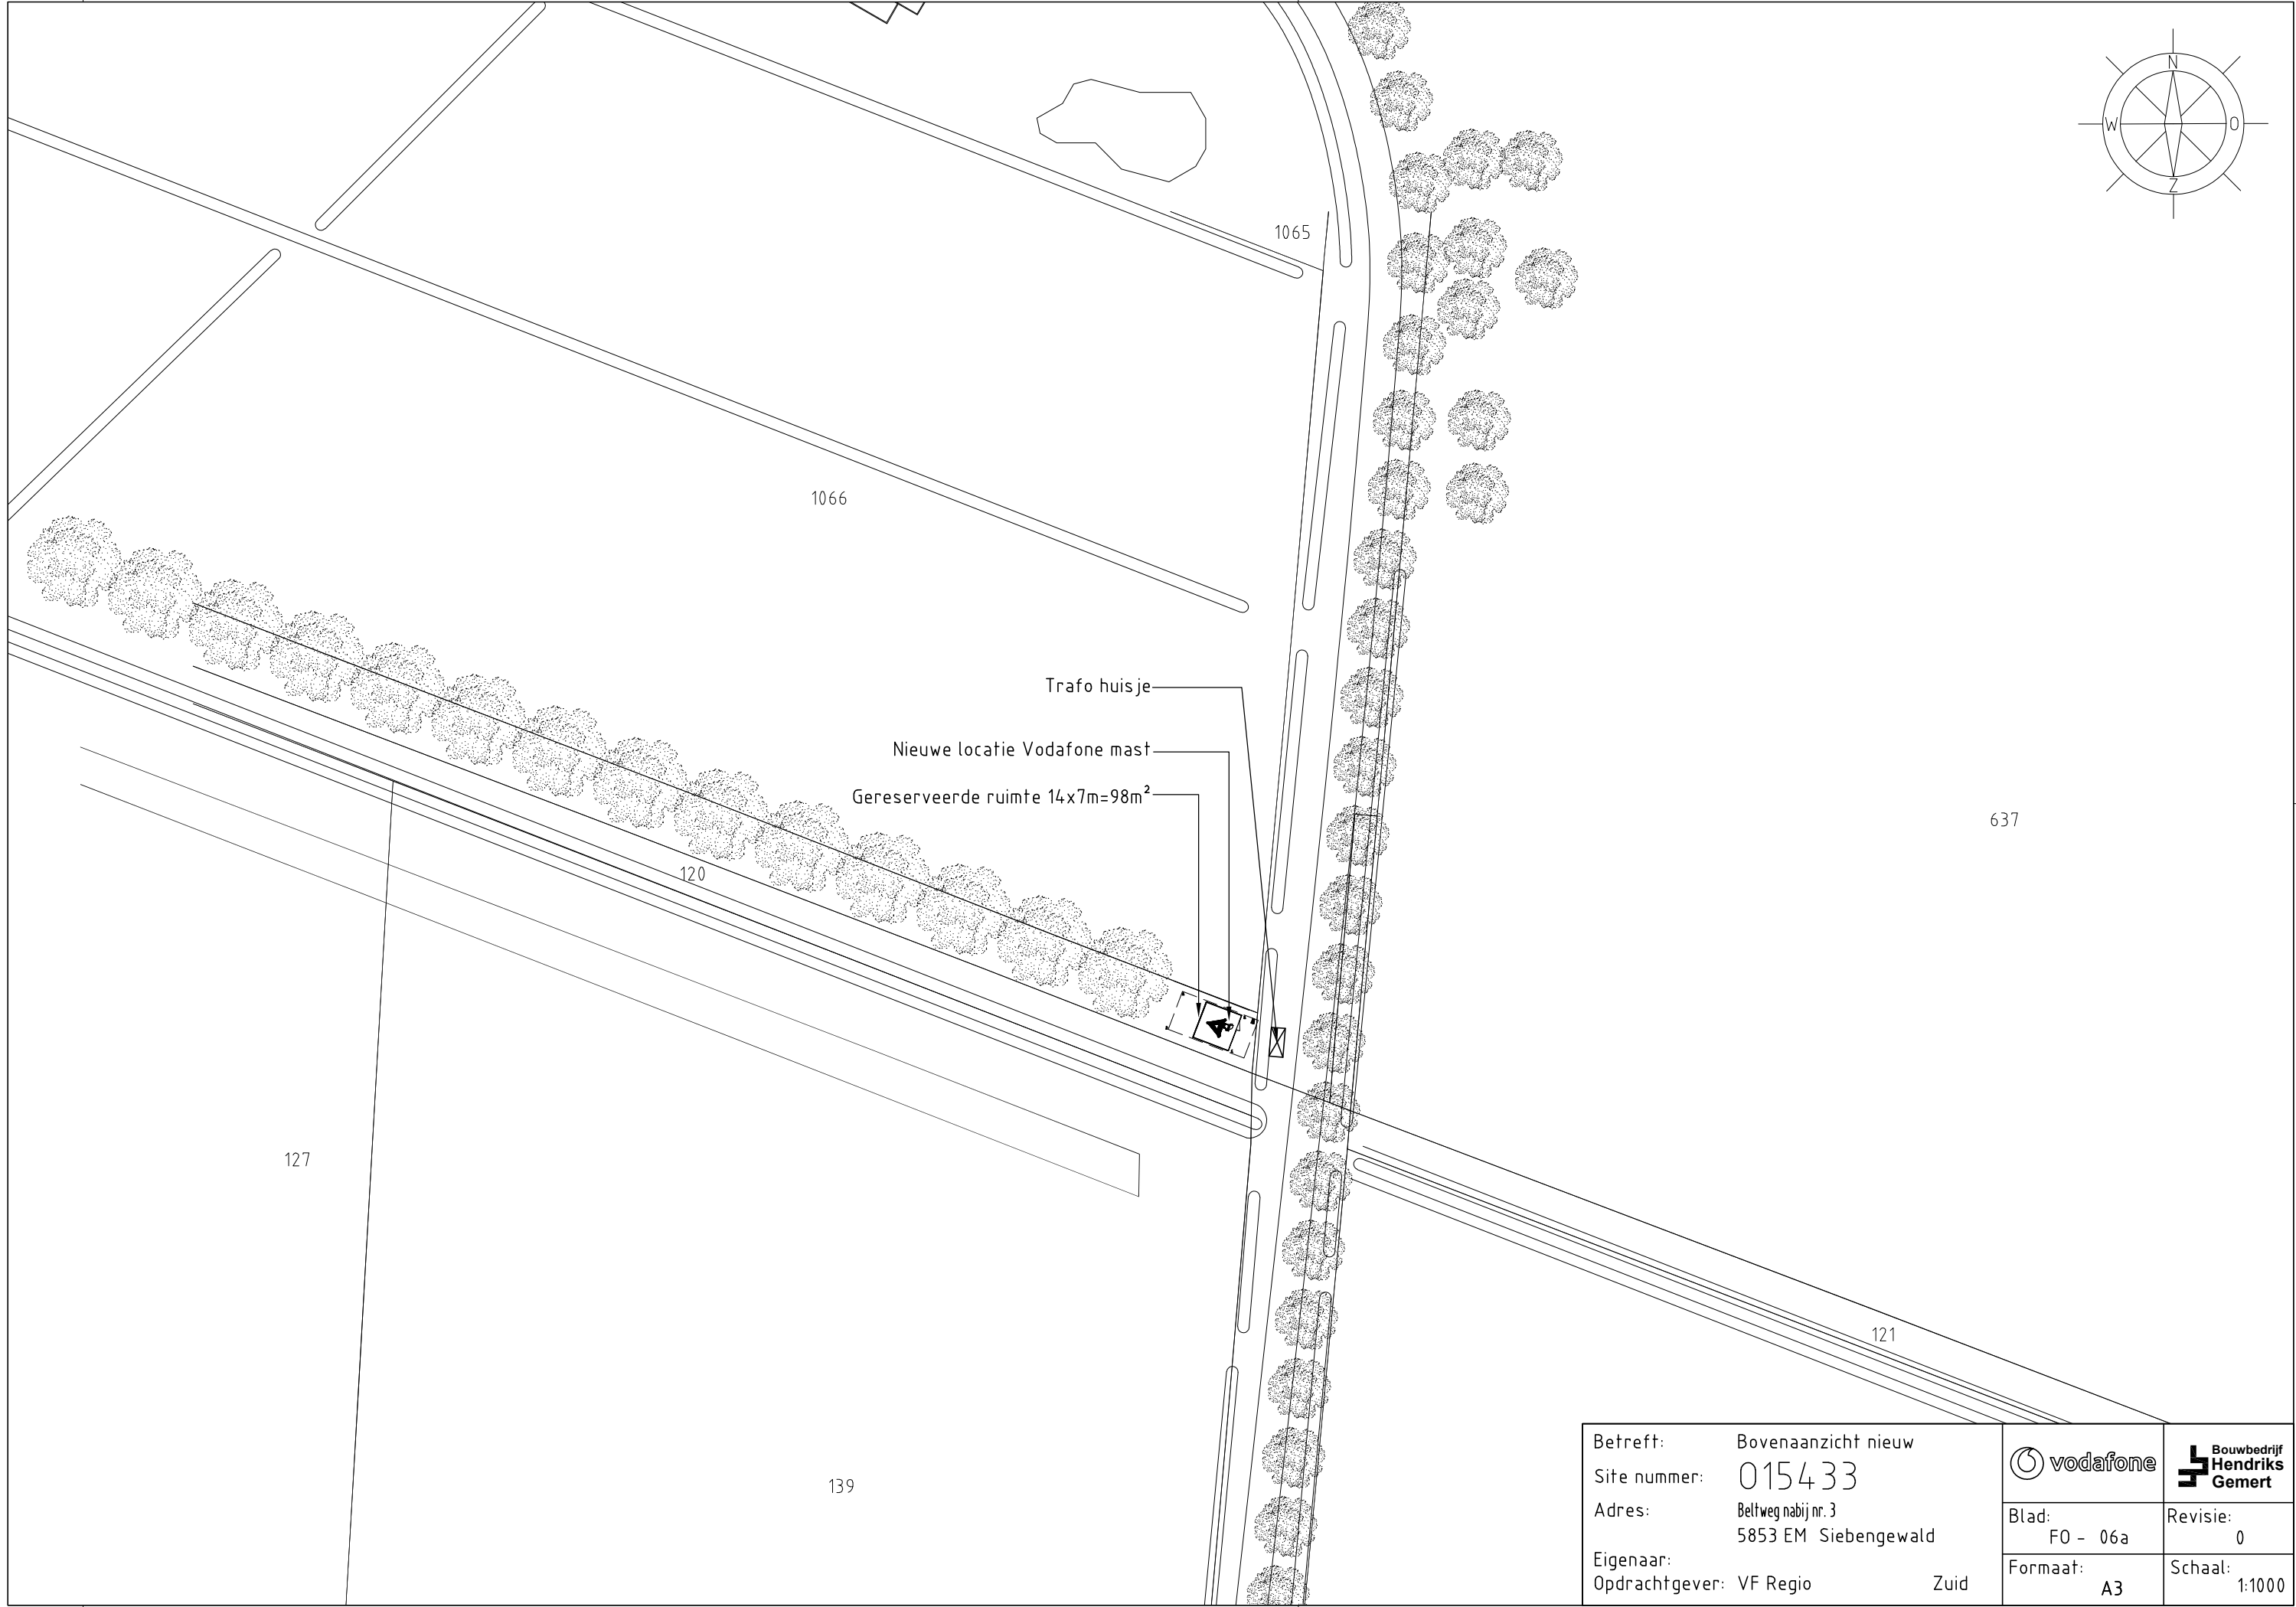 N
W
O
Z
1065
1066
Trafo huisje
Nieuwe locatie Vodafone mast
Gereserveerde ruimte 14x7m=98m²
637
120
127
121
139
Betreft: Bovenaanzicht nieuw
Site nummer: 015433
Adres: Beltweg nabij nr. 3
5853 EM Siebengewald
Eigenaar:
Opdrachtgever: VF Regio Zuid
vodafone
Bouwbedrijf
Hendriks
Gemert
Blad:
FO - 06a
Revisie:
0
Formaat:
A3
Schaal:
1:1000